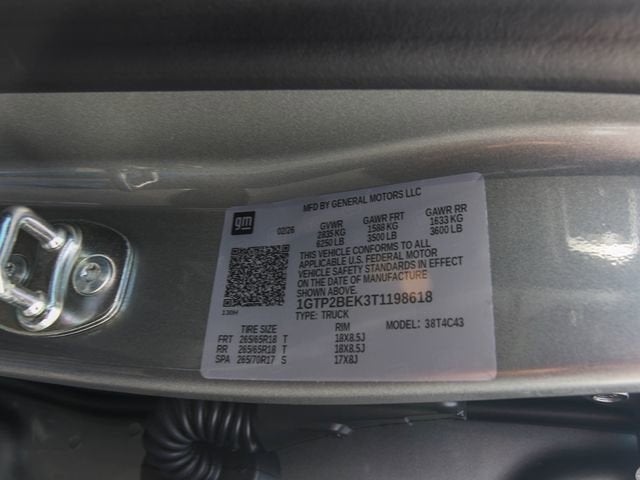 MFD BY GENERAL MOTORS LLC
gm
02/26 GVWR GAWR FRT GAWR RR
2835 KG 1588 KG 1633 KG
6250 LB 3500 LB 3600 LB
THIS VEHICLE CONFORMS TO ALL
APPLICABLE U.S. FEDERAL MOTOR
VEHICLE SAFETY STANDARDS IN EFFECT
ON THE DATE OF MANUFACTURE
SHOWN ABOVE.
1GTP2BEK3T1198618
TYPE: TRUCK
MODEL: 38T4C43
TIRE SIZE RIM
FRT 265/65R18 T 18X8.5J
RR 265/65R18 T 18X8.5J
SPA 265/70R17 S 17X8J